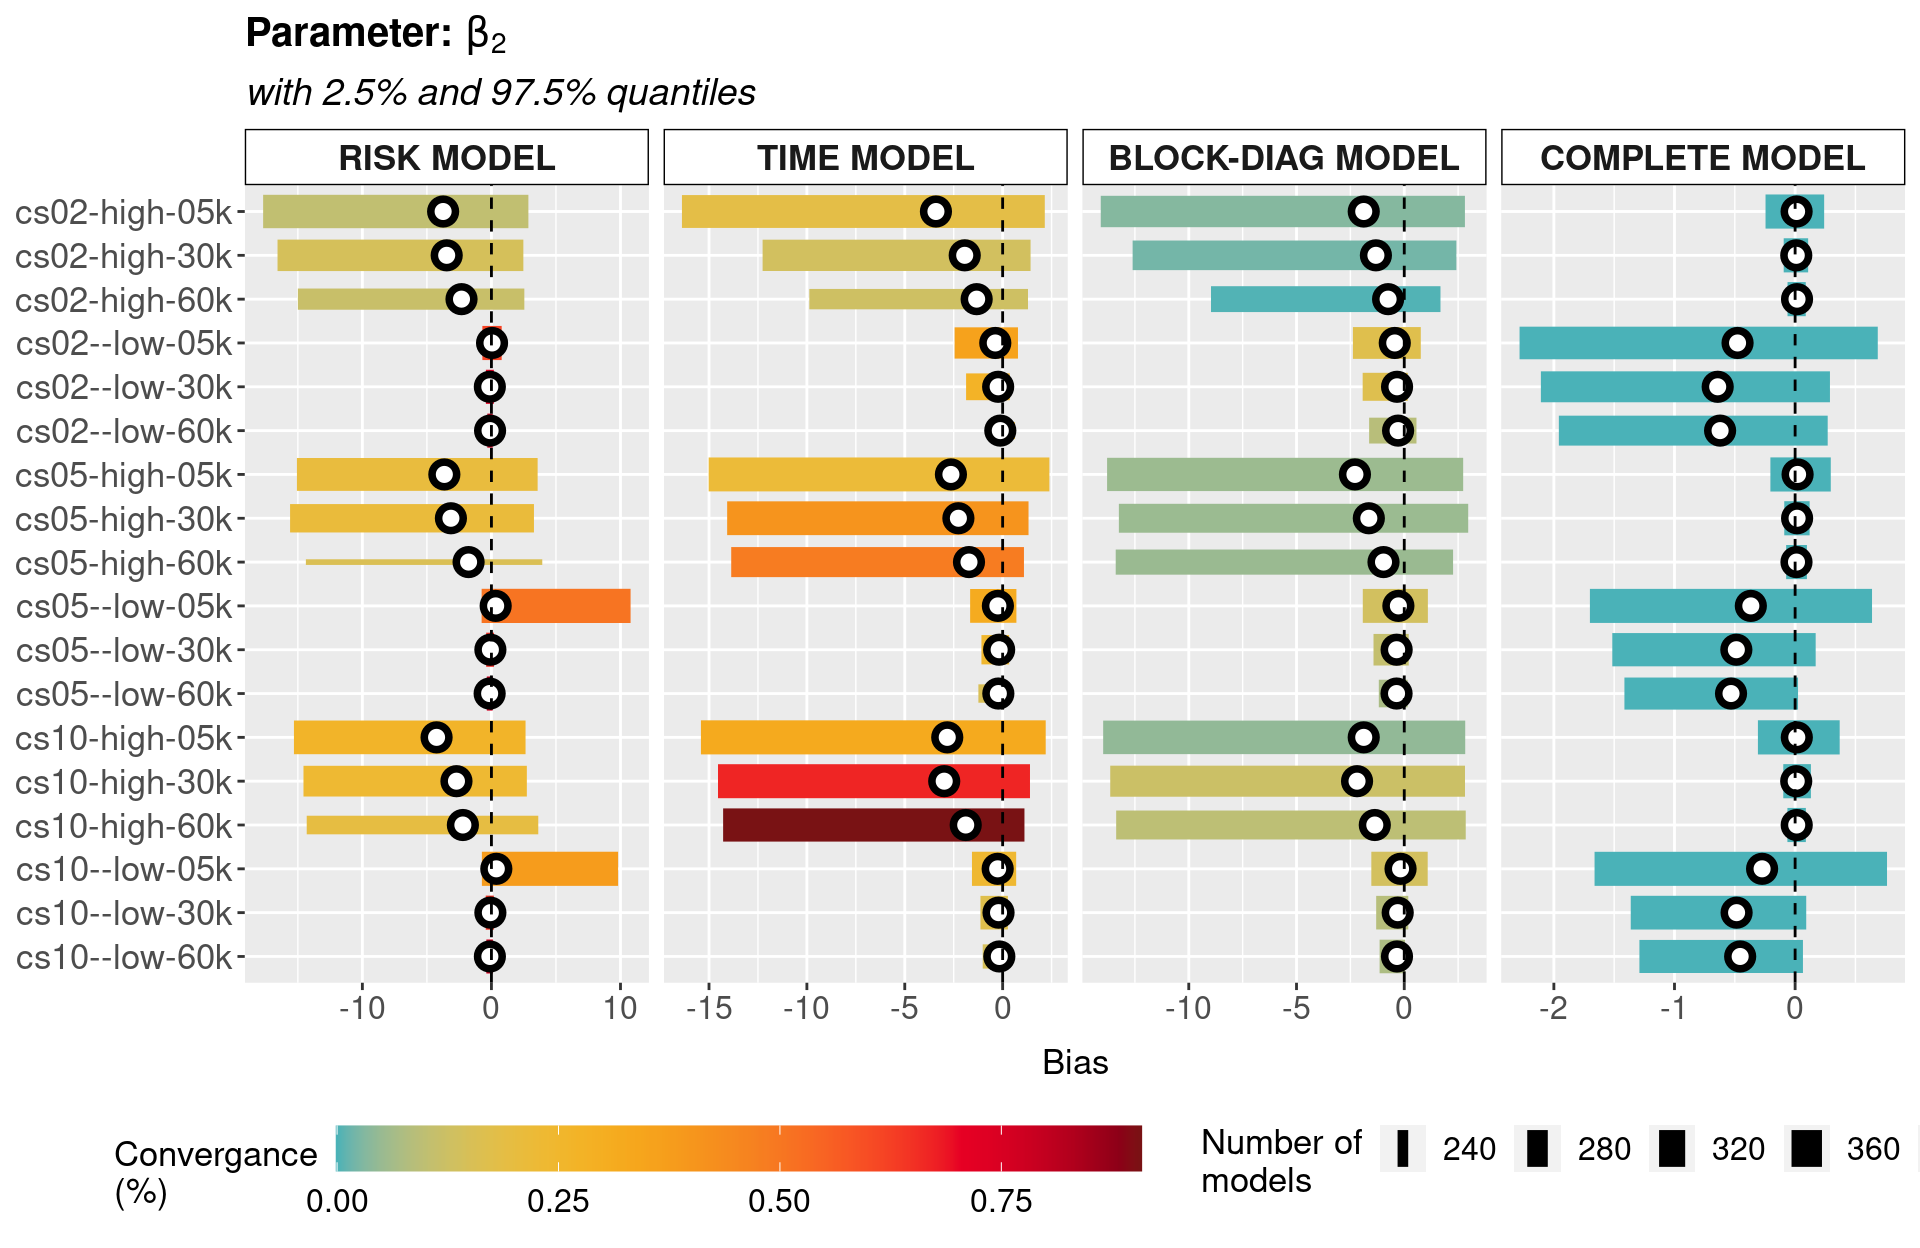 Parameter: β₂
with 2.5% and 97.5% quantiles
RISK MODEL TIME MODEL BLOCK-DIAG MODEL COMPLETE MODEL
cs02-high-05k
cs02-high-30k
cs02-high-60k
cs02--low-05k
cs02--low-30k
cs02--low-60k
cs05-high-05k
cs05-high-30k
cs05-high-60k
cs05--low-05k
cs05--low-30k
cs05--low-60k
cs10-high-05k
cs10-high-30k
cs10-high-60k
cs10--low-05k
cs10--low-30k
cs10--low-60k
-10 0 10 -15 -10 -5 0 -10 -5 0 -2 -1 0
Bias
Convergance
(%)
0.00 0.25 0.50 0.75
Number of
models
240 280 320 360